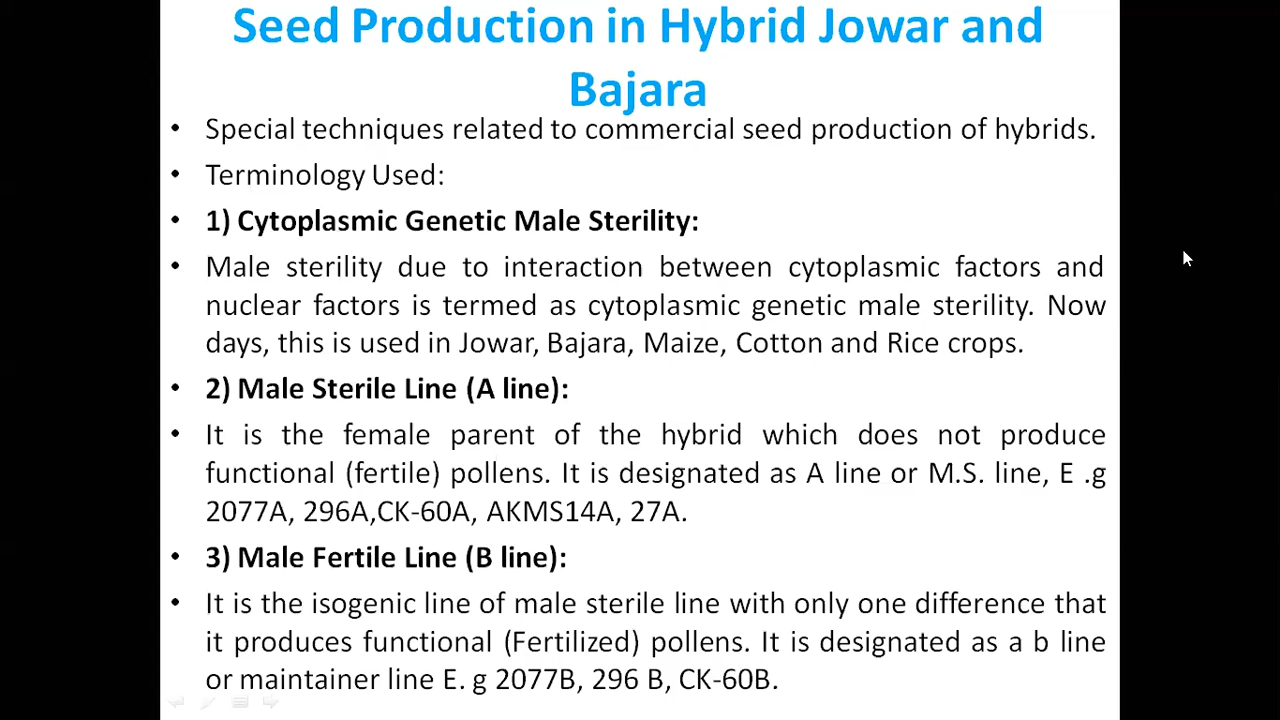 Seed Production in Hybrid Jowar and
Bajara
• Special techniques related to commercial seed production of hybrids.
• Terminology Used:
• 1) Cytoplasmic Genetic Male Sterility:
• Male sterility due to interaction between cytoplasmic factors and
nuclear factors is termed as cytoplasmic genetic male sterility. Now
days, this is used in Jowar, Bajara, Maize, Cotton and Rice crops.
• 2) Male Sterile Line (A line):
• It is the female parent of the hybrid which does not produce
functional (fertile) pollens. It is designated as A line or M.S. line, E .g
2077A, 296A,CK-60A, AKMS14A, 27A.
• 3) Male Fertile Line (B line):
• It is the isogenic line of male sterile line with only one difference that
it produces functional (Fertilized) pollens. It is designated as a b line
or maintainer line E. g 2077B, 296 B, CK-60B.